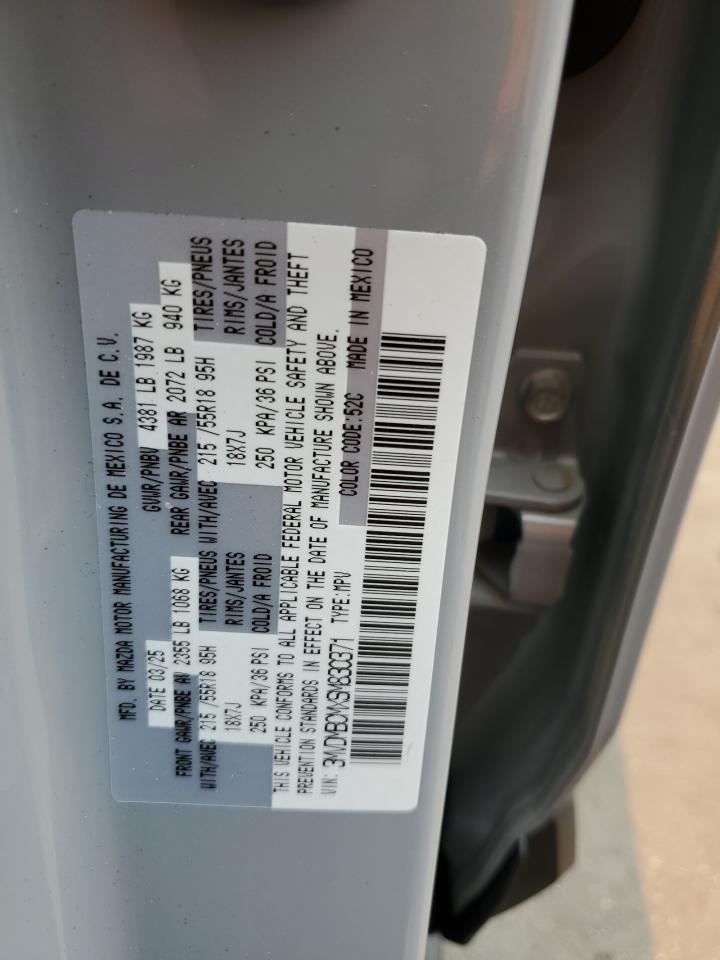 MFD. BY MAZDA MOTOR MANUFACTURING DE MEXICO S.A. DE C.V.
DATE 03/25 GVWR/PNBV 4381 LB 1987 KG
FRONT GAWR/PNBE AV 2355 LB 1068 KG REAR GAWR/PNBE AR 2072 LB 940 KG
WITH/AVEC 215 /55R18 95H TIRES/PNEUS WITH/AVEC 215 /55R18 95H TIRES/PNEUS
18X7J RIMS/JANTES 18X7J RIMS/JANTES
250 KPA/36 PSI COLD/A FROID 250 KPA/36 PSI COLD/A FROID
THIS VEHICLE CONFORMS TO ALL APPLICABLE FEDERAL MOTOR VEHICLE SAFETY AND THEFT
PREVENTION STANDARDS IN EFFECT ON THE DATE OF MANUFACTURE SHOWN ABOVE.
VIN: 3MVDMBCMXSM830371 TYPE:MPV COLOR CODE:52C MADE IN MEXICO